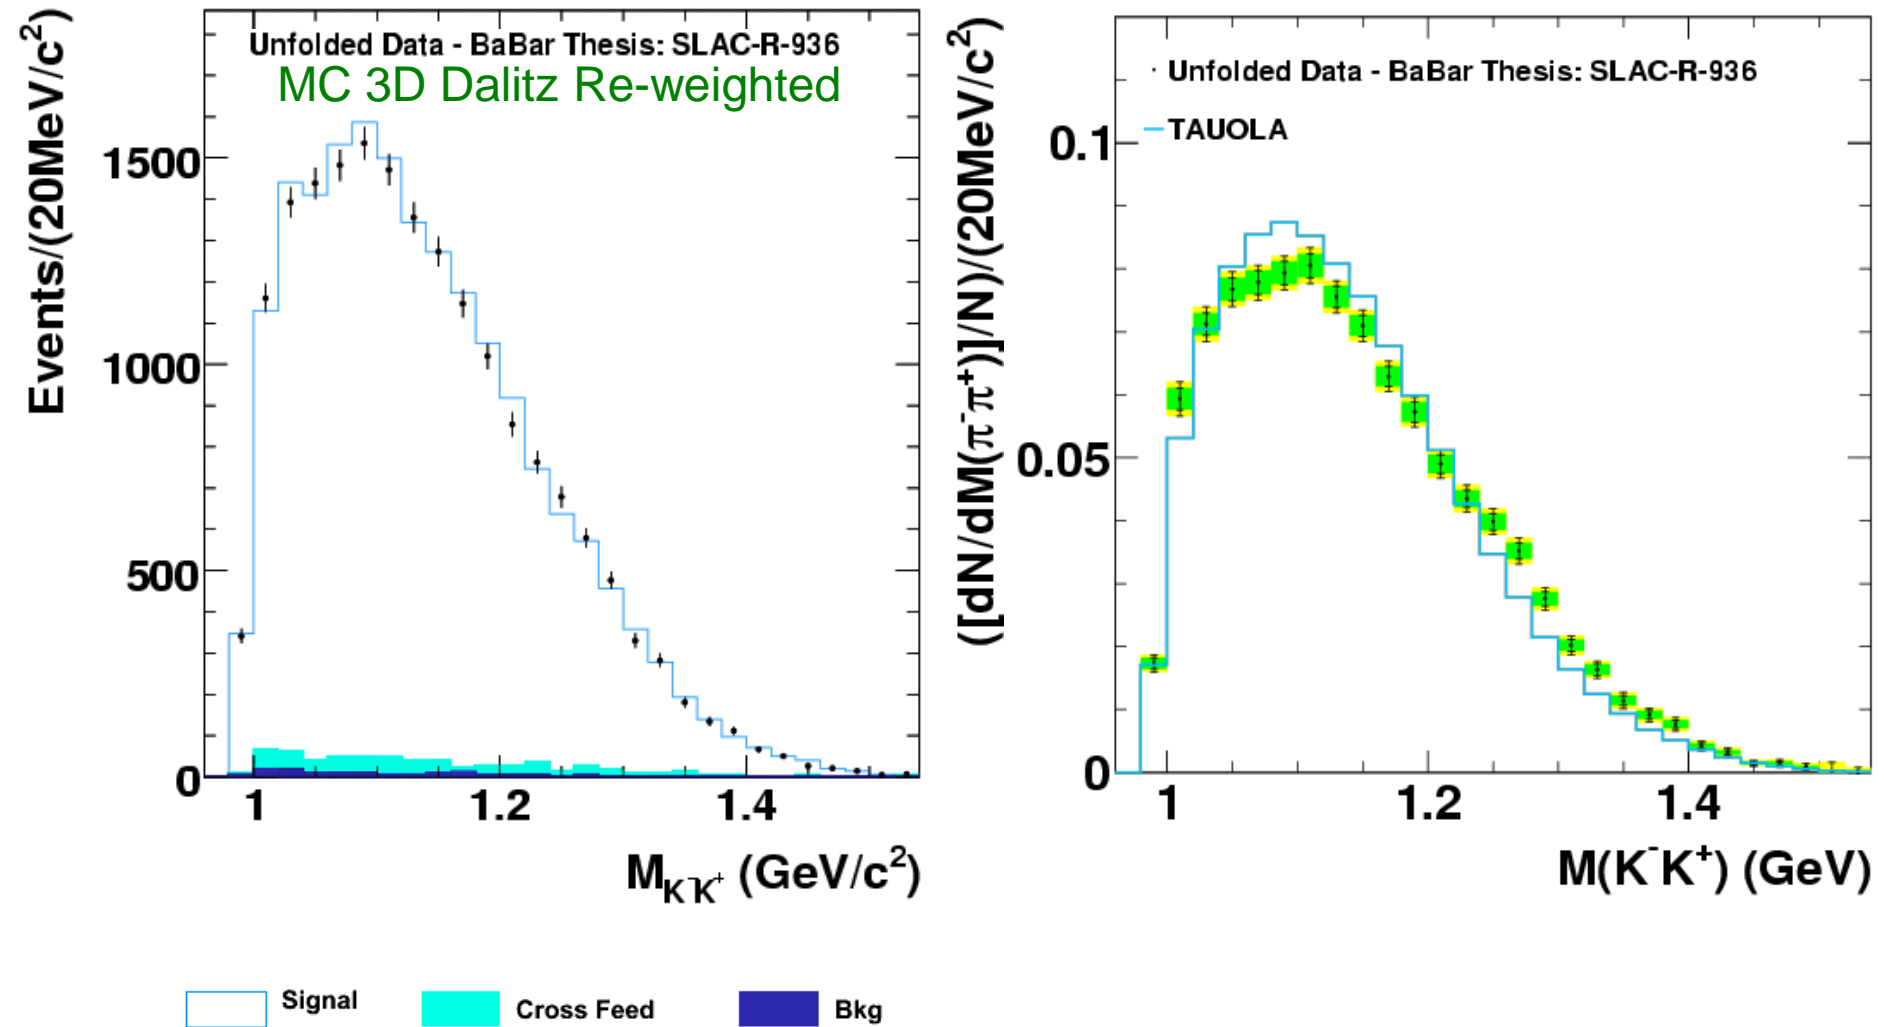 Unfolded Data - BaBar Thesis: SLAC-R-936
MC 3D Dalitz Re-weighted
Events/(20MeV/c²)
1500
1000
500
0
1
1.2
1.4
M_K⁻K⁺ (GeV/c²)
Signal
Cross Feed
Bkg
· Unfolded Data - BaBar Thesis: SLAC-R-936
TAUOLA
([dN/dM(π⁻π⁺)]/N)/(20MeV/c²)
0.1
0.05
0
1
1.2
1.4
M(K⁻K⁺) (GeV)